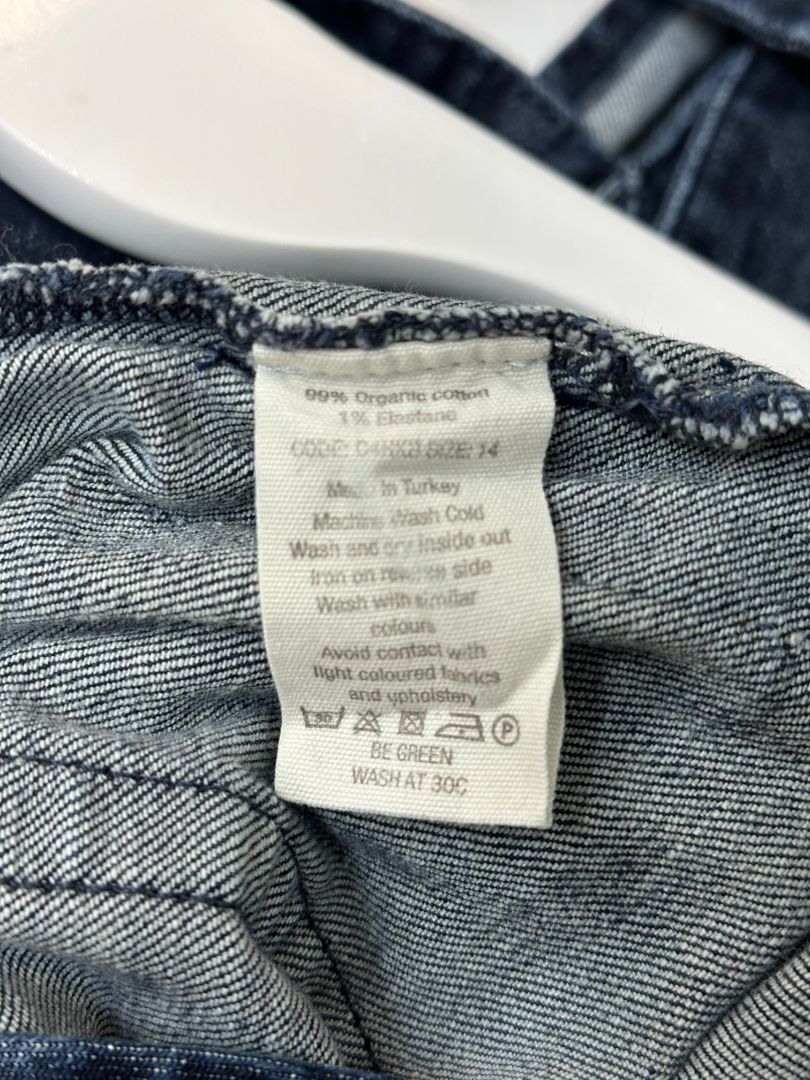 99% Organic cotton
1% Elastane
CODE: SIZE: 14
In Turkey
Machine Wash Cold
Wash and dry inside out
Iron on reverse side
Wash with similar
colours
Avoid contact with
light coloured fabrics
and upholstery
30 P
BE GREEN
WASH AT 30C